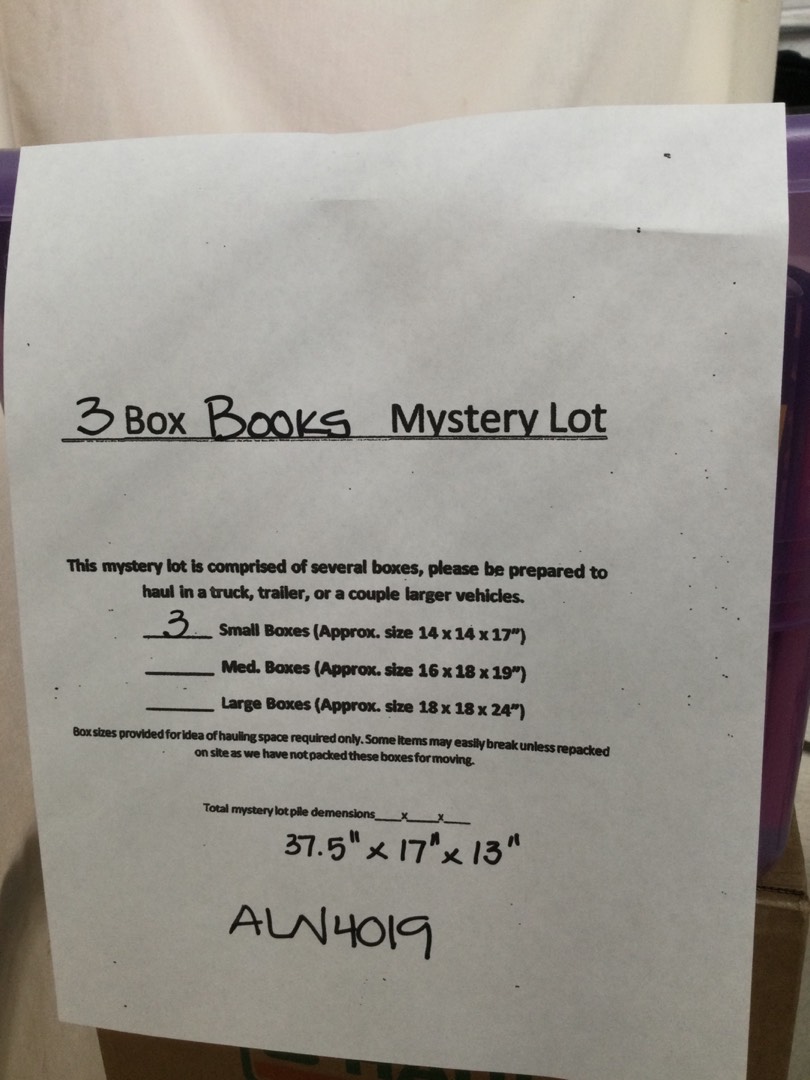 3 Box Books Mystery Lot
This mystery lot is comprised of several boxes, please be prepared to
haul in a truck, trailer, or a couple larger vehicles.
3 Small Boxes (Approx. size 14 x 14 x 17")
______ Med. Boxes (Approx. size 16 x 18 x 19")
______ Large Boxes (Approx. size 18 x 18 x 24")
Box sizes provided for idea of hauling space required only. Some items may easily break unless repacked
on site as we have not packed these boxes for moving.
Total mystery lot pile demensions____x____x____
37.5" x 17" x 13"
ALW4019